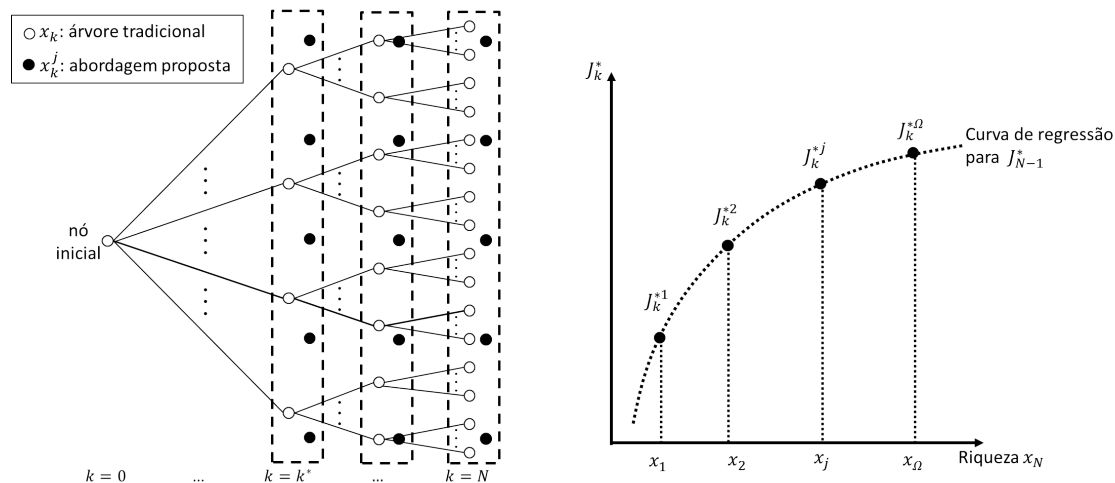 x_k: árvore tradicional
x_k^j: abordagem proposta
nó
inicial
k = 0
...
k = k*
...
k = N
J_k^*
J_k^{*1}
J_k^{*2}
J_k^{*j}
J_k^{*Ω}
Curva de regressão
para J_{N−1}^*
x_1
x_2
x_j
x_Ω
Riqueza x_N